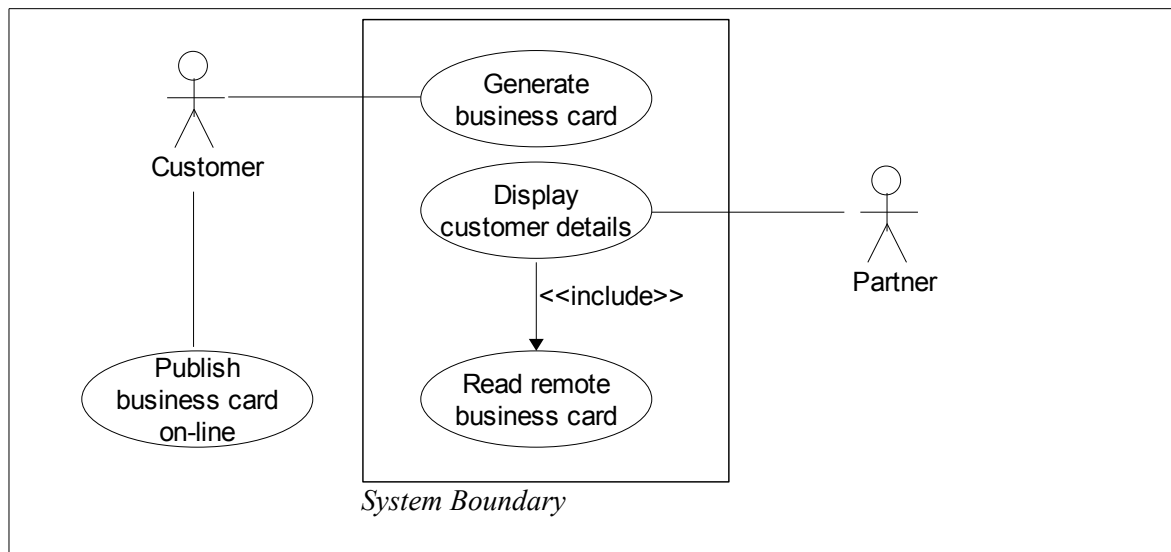 Generate
business card
Customer
Display
customer details
Partner
<<include>>
Publish
business card
on-line
Read remote
business card
System Boundary